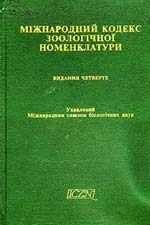 МІЖНАРОДНИЙ КОДЕКС
ЗООЛОГІЧНОЇ
НОМЕНКЛАТУРИ
ВИДАННЯ ЧЕТВЕРТЕ
Ухвалений
Міжнародним союзом біологічних наук
ICZN